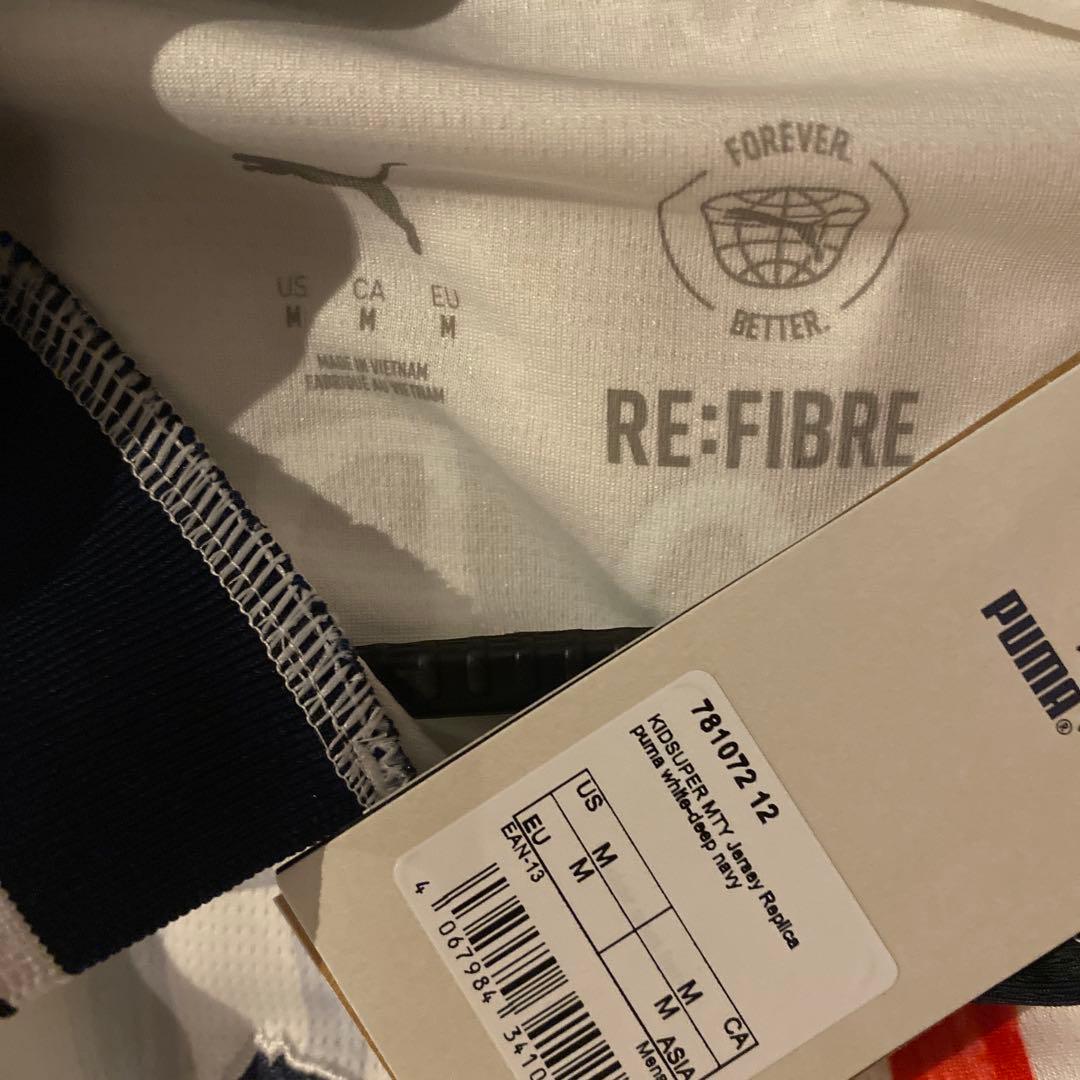 FOREVER.
BETTER.
US CA EU
M M M
MADE IN VIETNAM
FABRIQUÉ AU VIETNAM
RE:FIBRE
PUMA®
781072 12
KIDSUPER MTY Jersey Replica
puma white-deep navy
US M M CA
EU M M ASIA
EAN-13
Mens
4 067984 3410